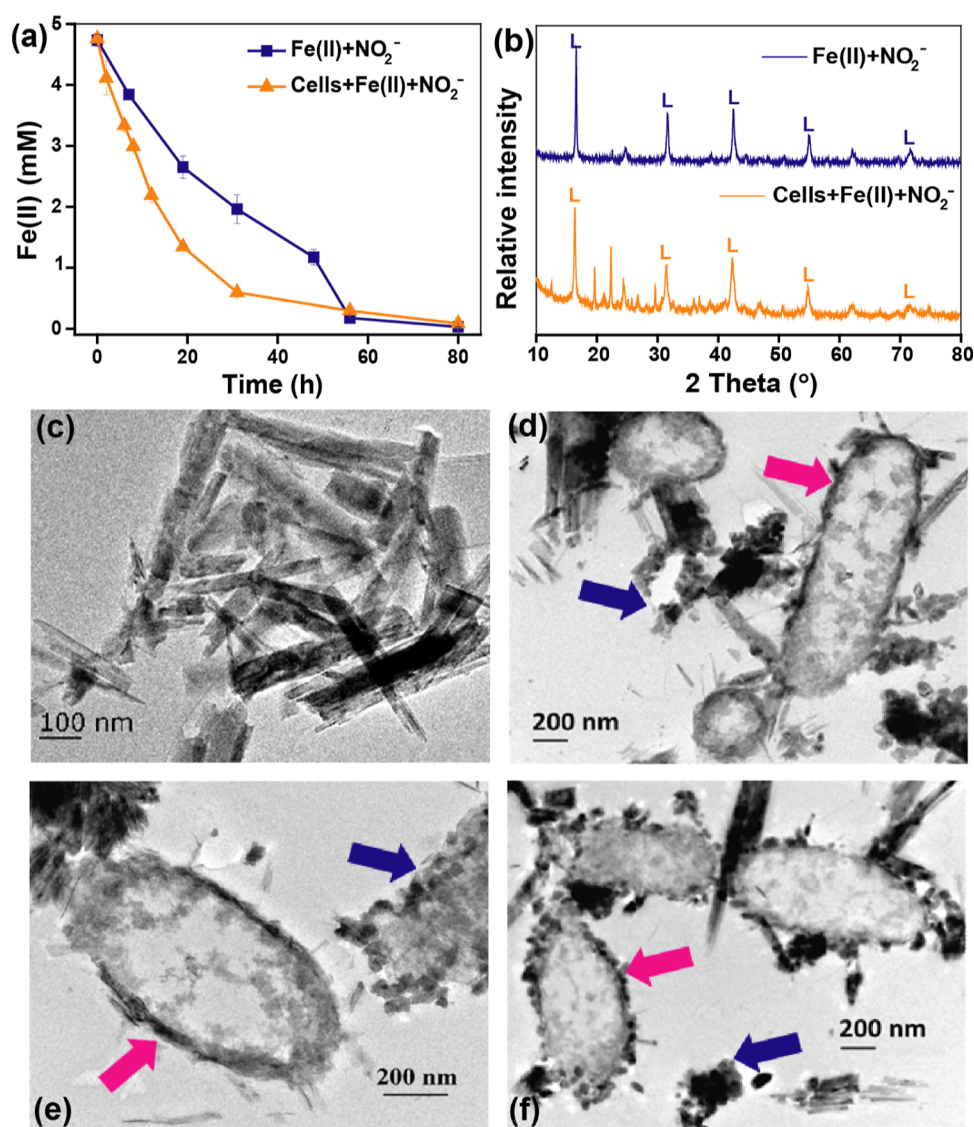 (a)
5
4
3
2
1
0
Fe(II) (mM)
Fe(II)+NO₂⁻
Cells+Fe(II)+NO₂⁻
0 20 40 60 80
Time (h)
(b)
Relative intensity
L L L L L
Fe(II)+NO₂⁻
L L L L L
Cells+Fe(II)+NO₂⁻
10 20 30 40 50 60 70 80
2 Theta (°)
(c)
100 nm
(d)
200 nm
(e)
200 nm
(f)
200 nm